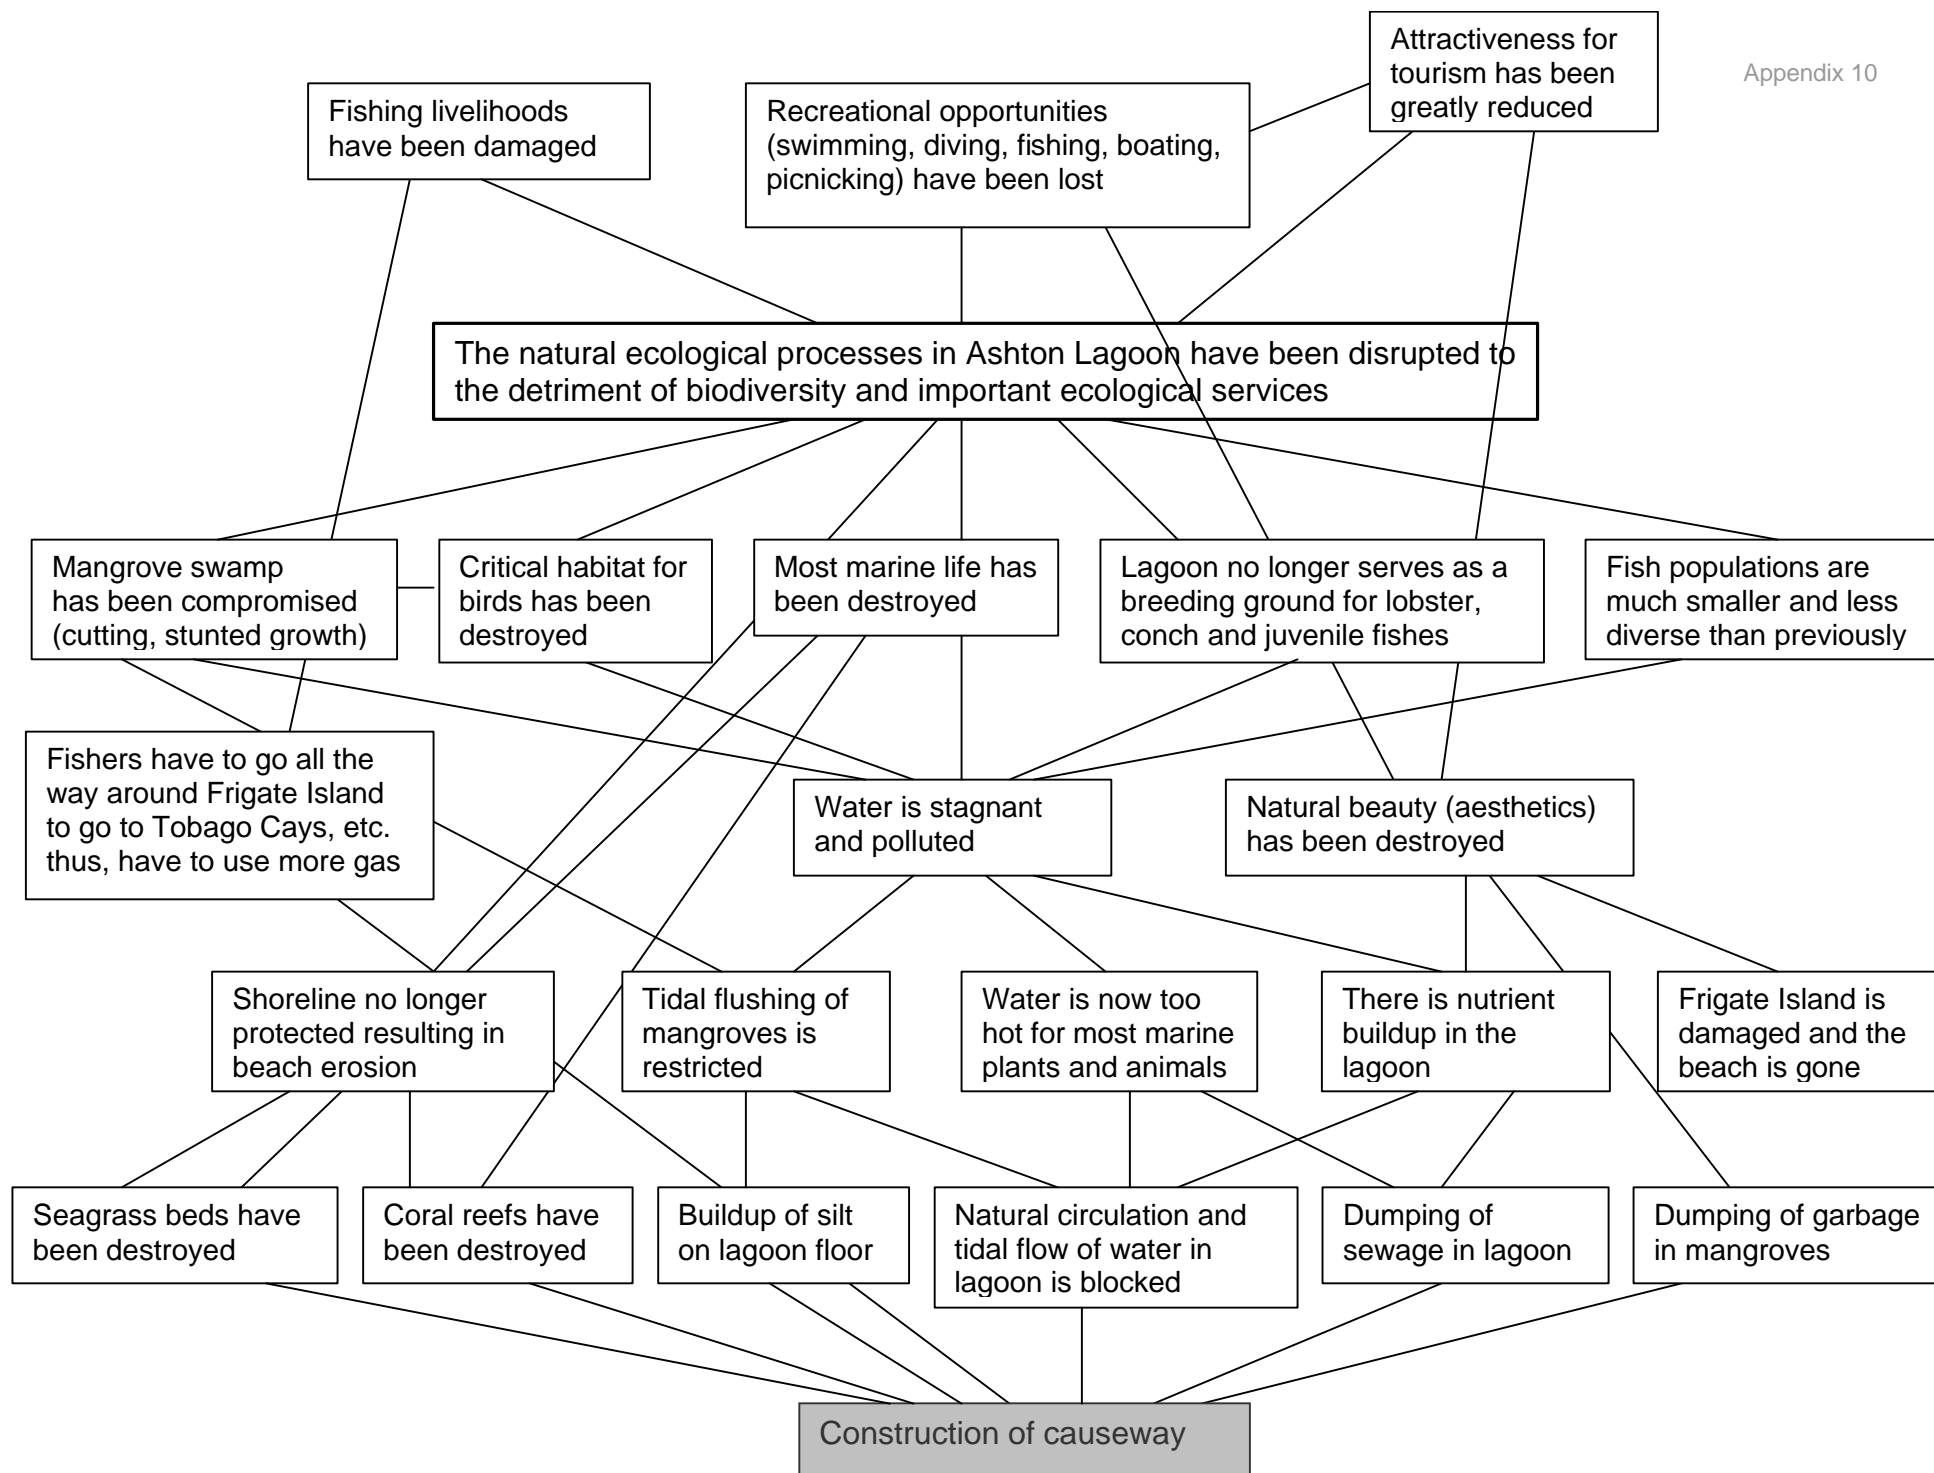 Appendix 10
Attractiveness for
tourism has been
greatly reduced
Fishing livelihoods
have been damaged
Recreational opportunities
(swimming, diving, fishing, boating,
picnicking) have been lost
The natural ecological processes in Ashton Lagoon have been disrupted to
the detriment of biodiversity and important ecological services
Mangrove swamp
has been compromised
(cutting, stunted growth)
Critical habitat for
birds has been
destroyed
Most marine life has
been destroyed
Lagoon no longer serves as a
breeding ground for lobster,
conch and juvenile fishes
Fish populations are
much smaller and less
diverse than previously
Fishers have to go all the
way around Frigate Island
to go to Tobago Cays, etc.
thus, have to use more gas
Water is stagnant
and polluted
Natural beauty (aesthetics)
has been destroyed
Shoreline no longer
protected resulting in
beach erosion
Tidal flushing of
mangroves is
restricted
Water is now too
hot for most marine
plants and animals
There is nutrient
buildup in the
lagoon
Frigate Island is
damaged and the
beach is gone
Seagrass beds have
been destroyed
Coral reefs have
been destroyed
Buildup of silt
on lagoon floor
Natural circulation and
tidal flow of water in
lagoon is blocked
Dumping of
sewage in lagoon
Dumping of garbage
in mangroves
Construction of causeway